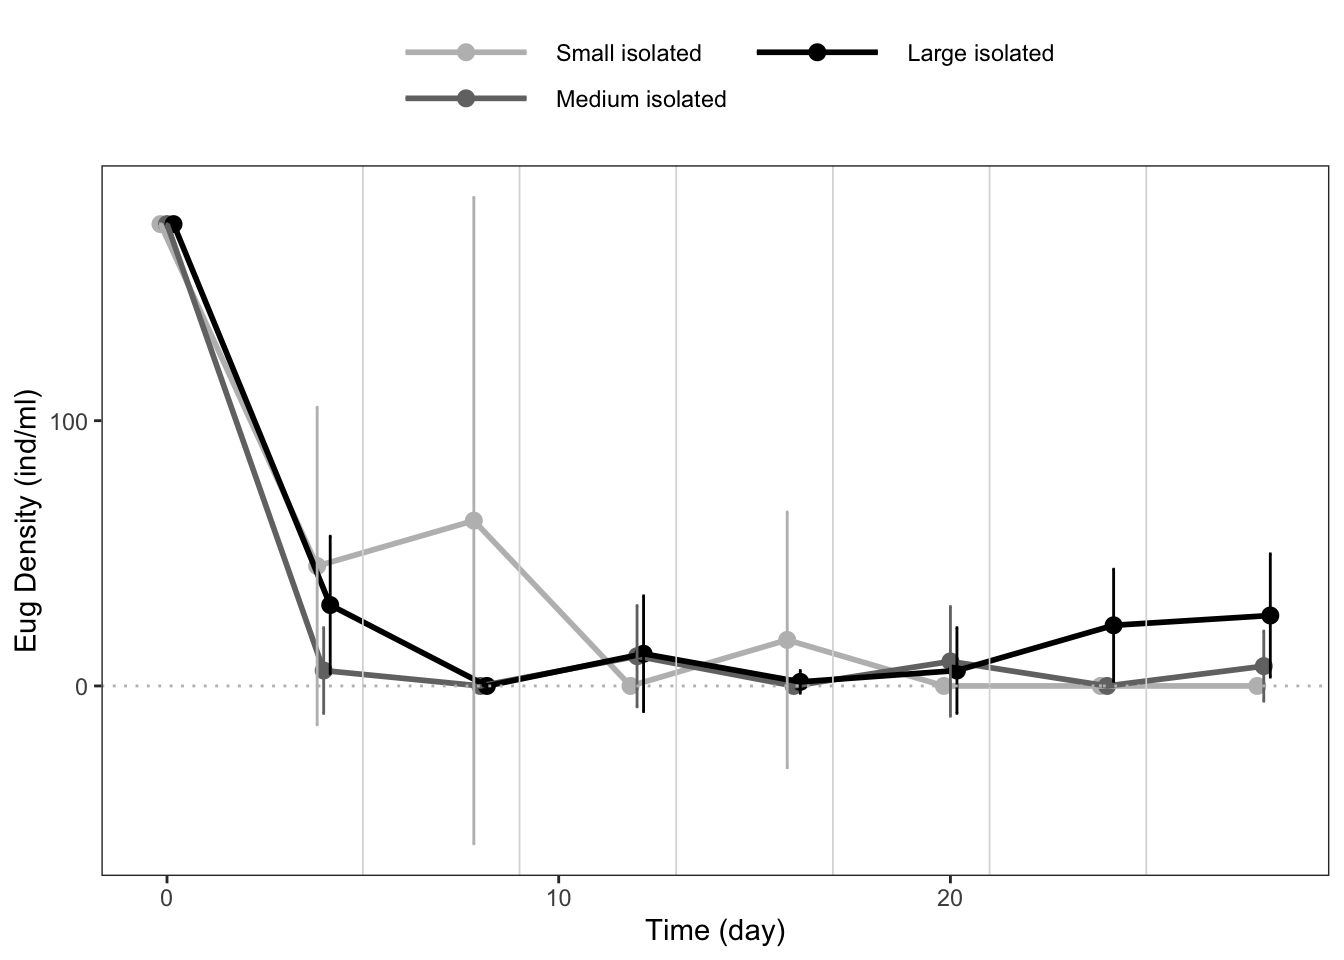 Small isolated
Large isolated
Medium isolated
Eug Density (ind/ml)
100
0
0
10
20
Time (day)